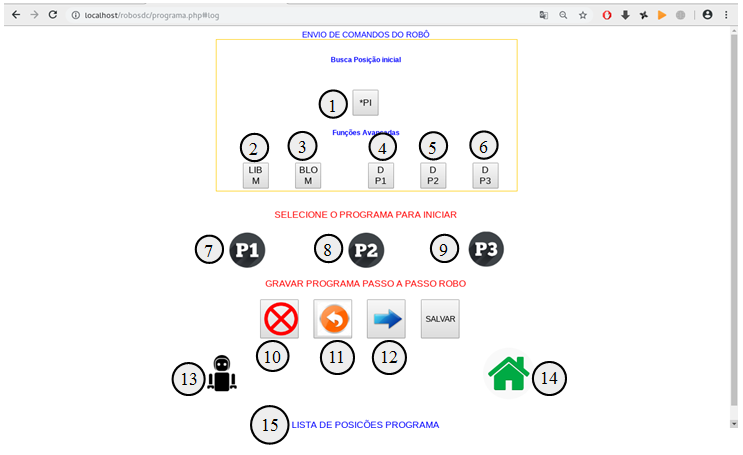 localhost/robosdc/programa.php#log
ENVIO DE COMANDOS DO ROBÔ
Busca Posição inicial
1 *PI
Funções Avançadas
2 3 4 5 6
LIB M BLO M D P1 D P2 D P3
SELECIONE O PROGRAMA PARA INICIAR
7 P1 8 P2 9 P3
GRAVAR PROGRAMA PASSO A PASSO ROBO
SALVAR
10 11 12
13 14
15 LISTA DE POSICÕES PROGRAMA